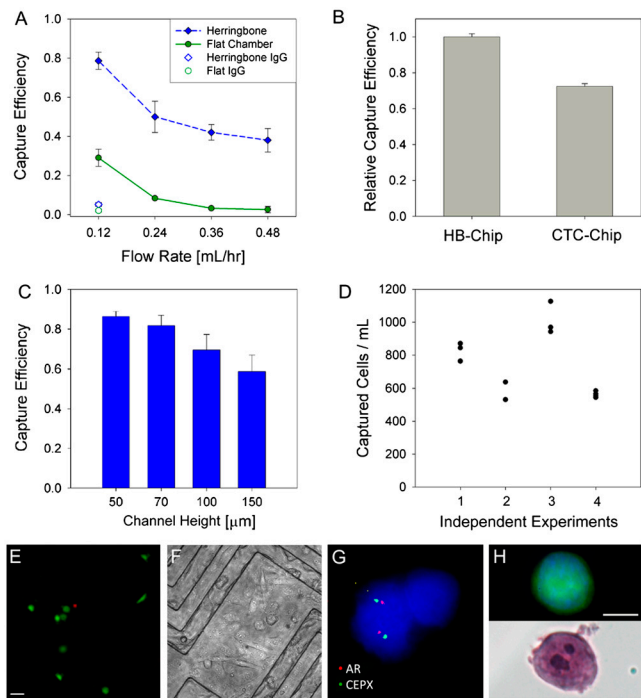 A
Capture Efficiency
1.0
0.8
0.6
0.4
0.2
0.0
Herringbone
Flat Chamber
Herringbone IgG
Flat IgG
0.12 0.24 0.36 0.48
Flow Rate [mL/hr]
B
Relative Capture Efficiency
1.0
0.8
0.6
0.4
0.2
0.0
HB-Chip CTC-Chip
C
Capture Efficiency
1.0
0.8
0.6
0.4
0.2
0.0
50 70 100 150
Channel Height [μm]
D
Captured Cells / mL
1200
1000
800
600
400
200
0
1 2 3 4
Independent Experiments
E
F
G
AR
CEPX
H